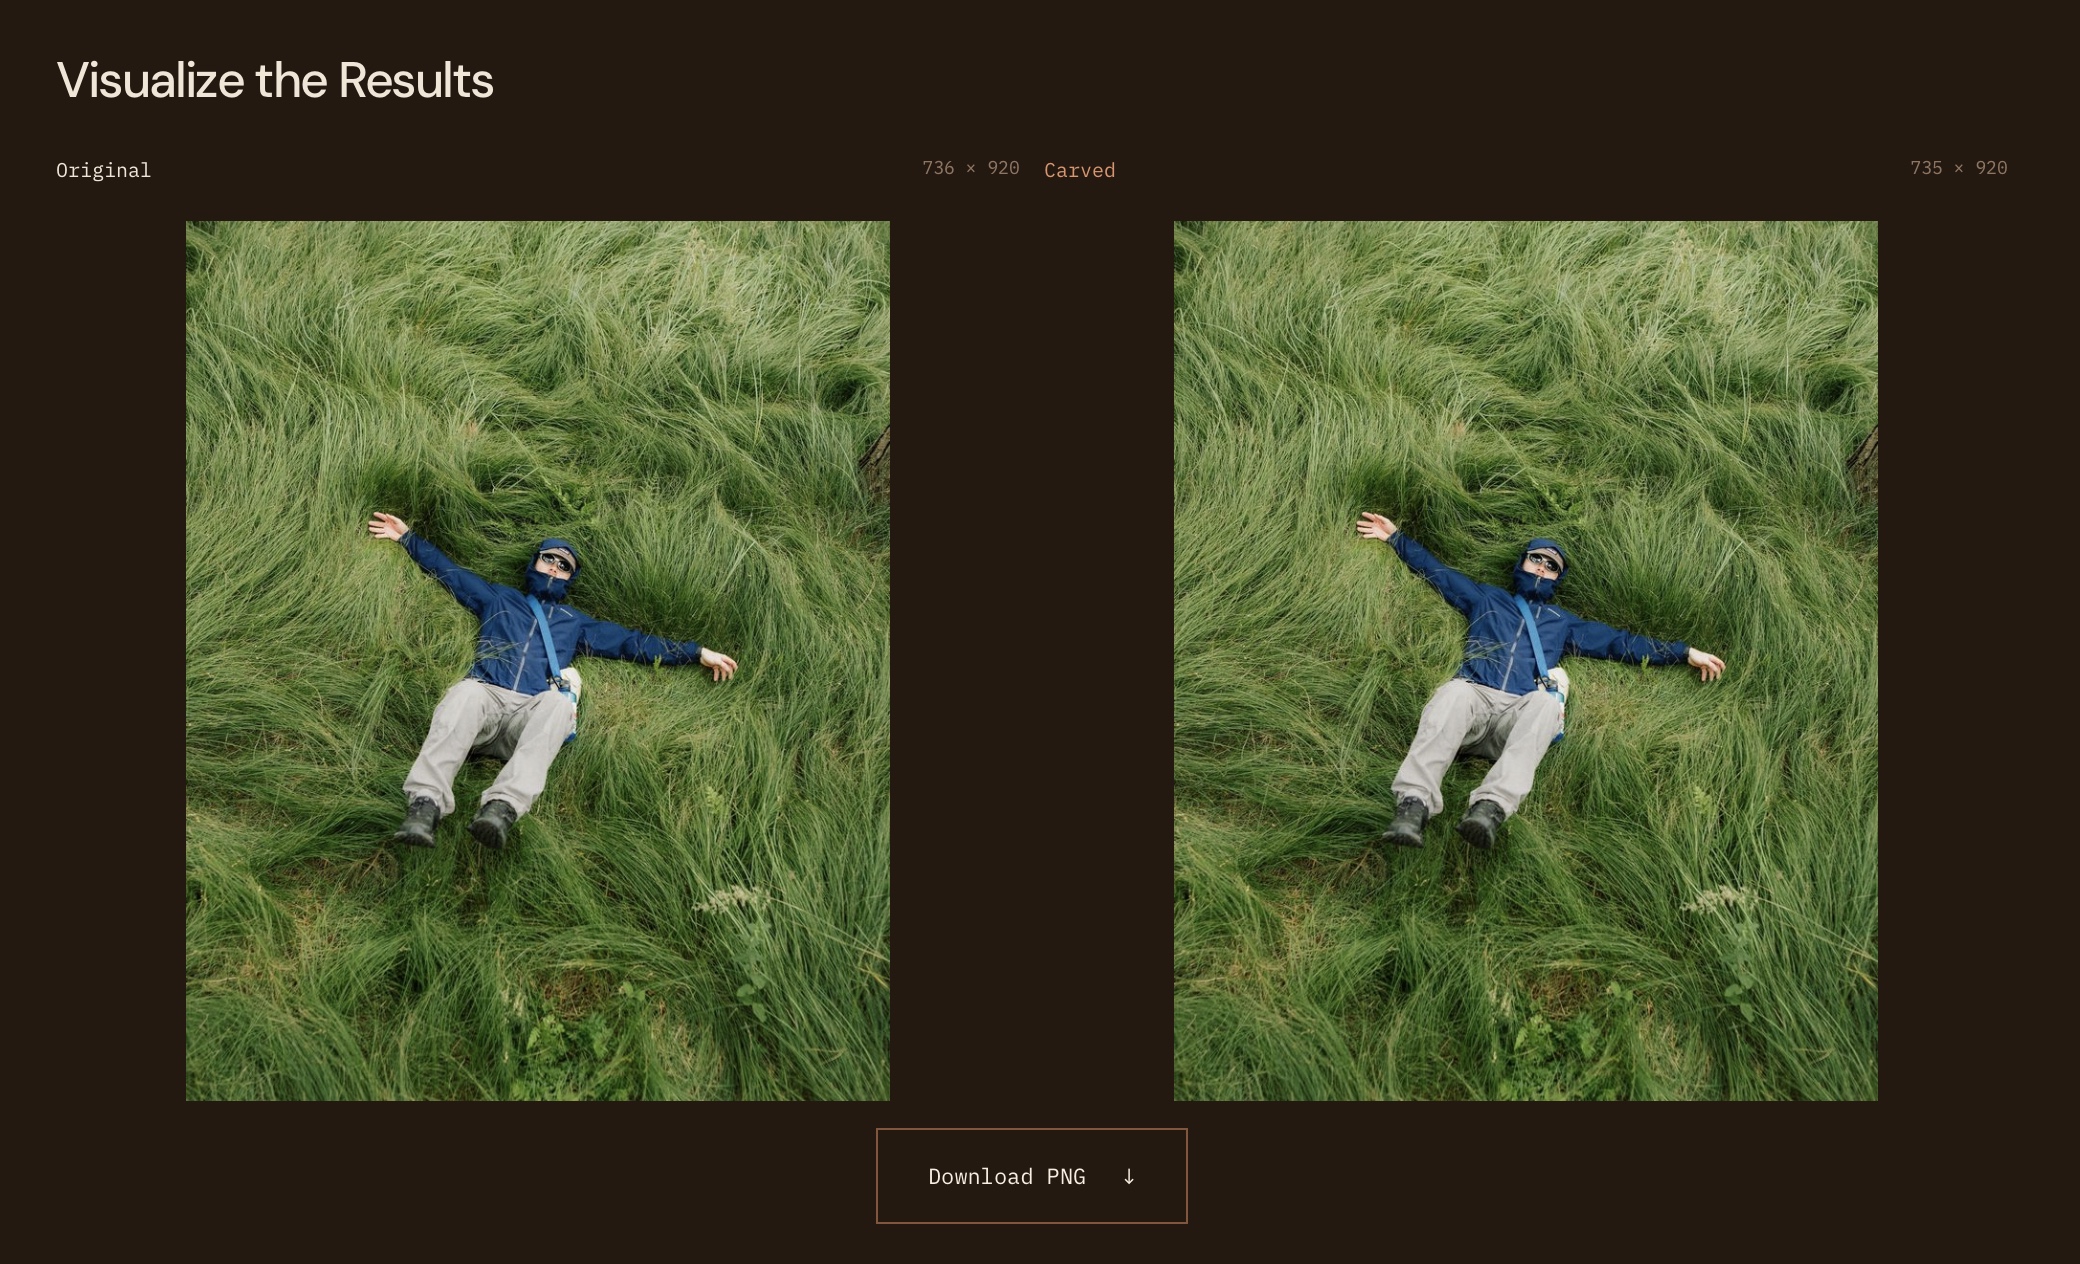 Visualize the Results
Original
736 × 920
Carved
735 × 920
Download PNG ↓